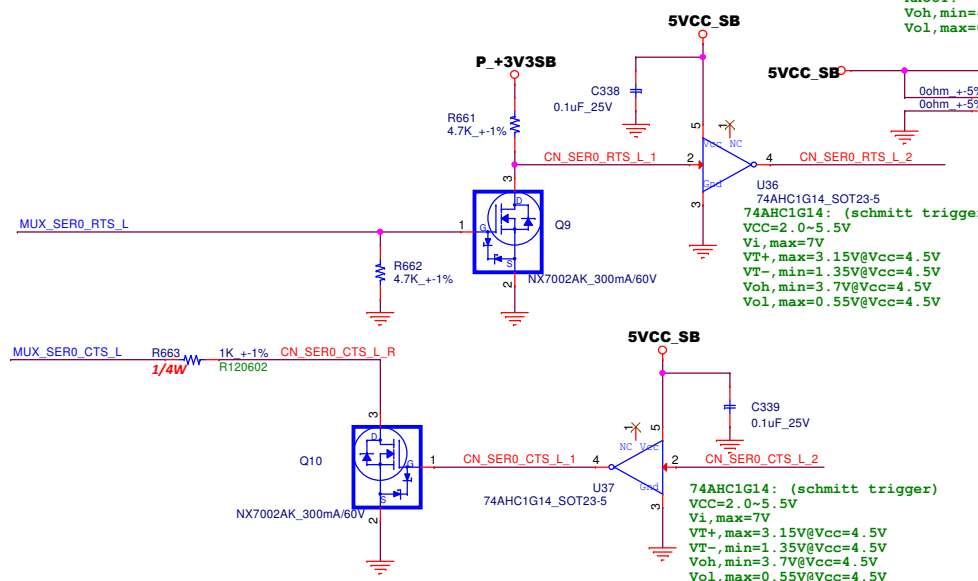 AHC01:
Voh,min=
Vol,max=
5VCC_SB
P_+3V3SB
5VCC_SB
C338
0.1uF_25V
0ohm_+-5%
0ohm_+-5%
R661
4.7K_+-1%
5
1
Vcc NC
CN_SER0_RTS_L_1
2
4
CN_SER0_RTS_L_2
Gnd
3
U36
74AHC1G14_SOT23-5
3
D
MUX_SER0_RTS_L
1
G
Q9
S
2
R662
4.7K_+-1%
NX7002AK_300mA/60V
74AHC1G14: (schmitt trigger
VCC=2.0~5.5V
Vi,max=7V
VT+,max=3.15V@Vcc=4.5V
VT-,min=1.35V@Vcc=4.5V
Voh,min=3.7V@Vcc=4.5V
Vol,max=0.55V@Vcc=4.5V
5VCC_SB
MUX_SER0_CTS_L
R663
1K_+-1%
CN_SER0_CTS_L_R
1/4W
R120602
C339
0.1uF_25V
3
D
Q10
G
1
CN_SER0_CTS_L_1
4
1
5
NC Vcc
2
CN_SER0_CTS_L_2
Gnd
3
S
2
U37
74AHC1G14_SOT23-5
NX7002AK_300mA/60V
74AHC1G14: (schmitt trigger)
VCC=2.0~5.5V
Vi,max=7V
VT+,max=3.15V@Vcc=4.5V
VT-,min=1.35V@Vcc=4.5V
Voh,min=3.7V@Vcc=4.5V
Vol,max=0.55V@Vcc=4.5V